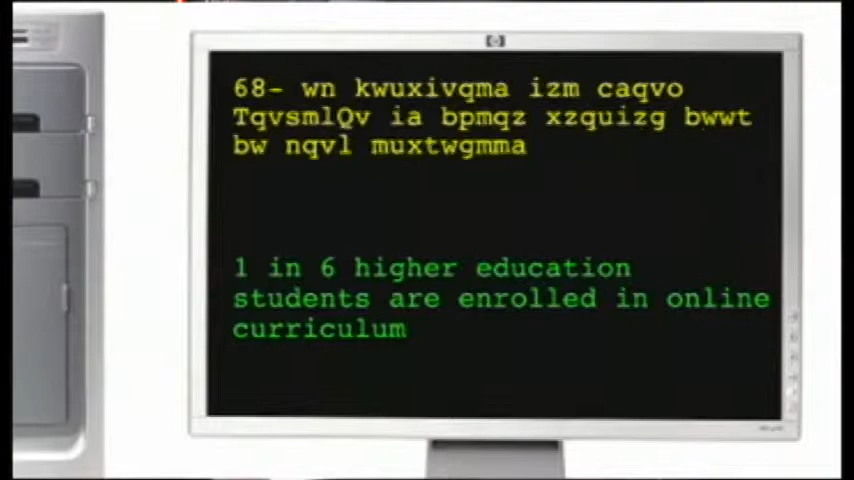 68- wn kwuxivqma izm caqvo
TqvsmlQv ia bpmqz xzquizg bwwt
bw nqvl muxtwgmma
1 in 6 higher education
students are enrolled in online
curriculum